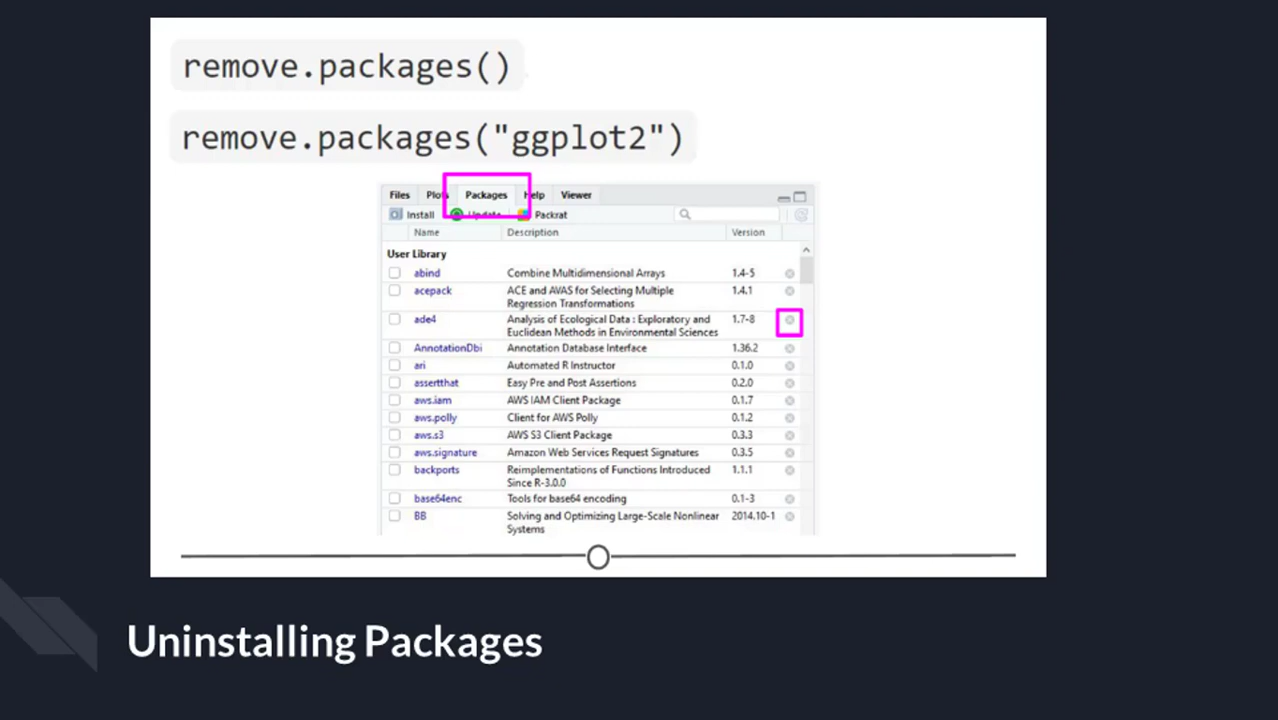 remove.packages()
remove.packages("ggplot2")
Files Plots Packages Help Viewer
Install Update Packrat
Name Description Version
User Library
abind Combine Multidimensional Arrays 1.4-5
acepack ACE and AVAS for Selecting Multiple 1.4.1
Regression Transformations
ade4 Analysis of Ecological Data : Exploratory and 1.7-8
Euclidean Methods in Environmental Sciences
AnnotationDbi Annotation Database Interface 1.36.2
ari Automated R Instructor 0.1.0
assertthat Easy Pre and Post Assertions 0.2.0
aws.iam AWS IAM Client Package 0.1.7
aws.polly Client for AWS Polly 0.1.2
aws.s3 AWS S3 Client Package 0.3.3
aws.signature Amazon Web Services Request Signatures 0.3.5
backports Reimplementations of Functions Introduced 1.1.1
Since R-3.0.0
base64enc Tools for base64 encoding 0.1-3
BB Solving and Optimizing Large-Scale Nonlinear 2014.10-1
Systems
Uninstalling Packages